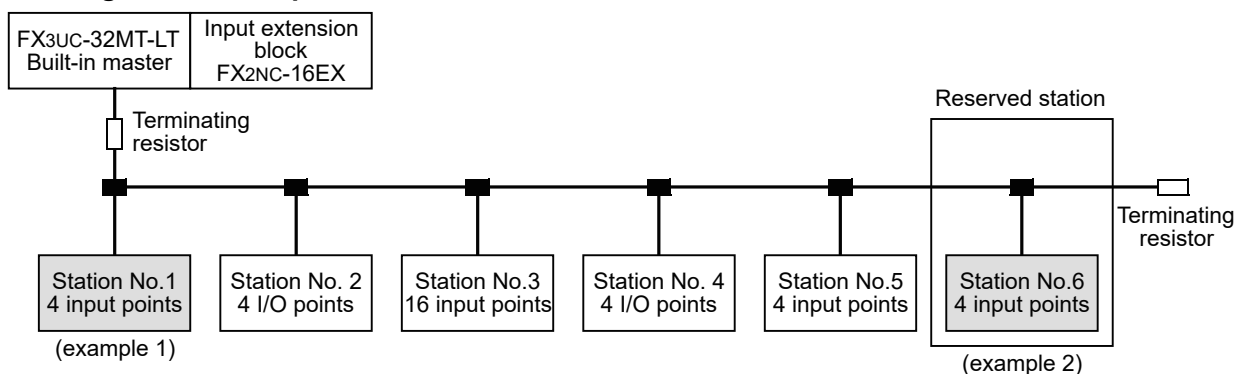 FX3UC-32MT-LT
Built-in master
Input extension
block
FX2NC-16EX
Terminating
resistor
Reserved station
Terminating
resistor
Station No.1
4 input points
(example 1)
Station No. 2
4 I/O points
Station No.3
16 input points
Station No. 4
4 I/O points
Station No.5
4 input points
Station No.6
4 input points
(example 2)